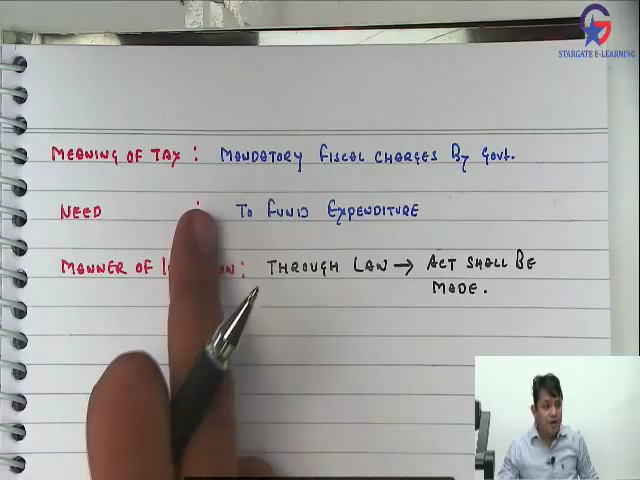 STARGATE E-LEARNING
MEANING OF TAX : MANDATORY FISCAL CHARGES BY GOVT.
NEED : TO FUND EXPENDITURE
MANNER OF : THROUGH LAW → ACT SHALL BE
MADE.